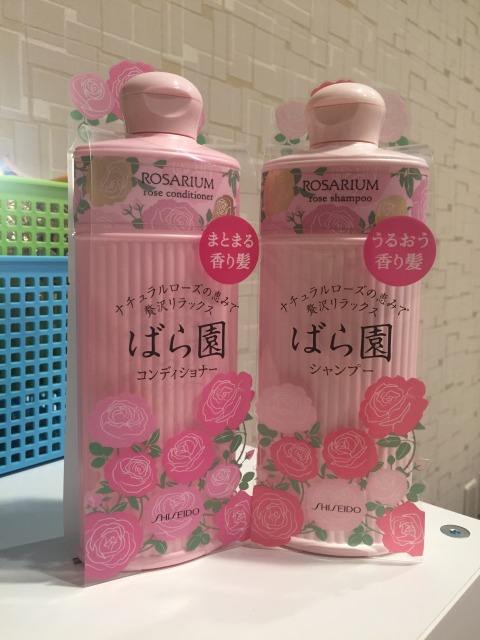 ROSARIUM
rose conditioner
まとまる
香り髪
ナチュラルローズの恵みで
贅沢リラックス
ばら園
コンディショナー
SHISEIDO
ROSARIUM
rose shampoo
うるおう
香り髪
ナチュラルローズの恵みで
贅沢リラックス
ばら園
シャンプー
SHISEIDO